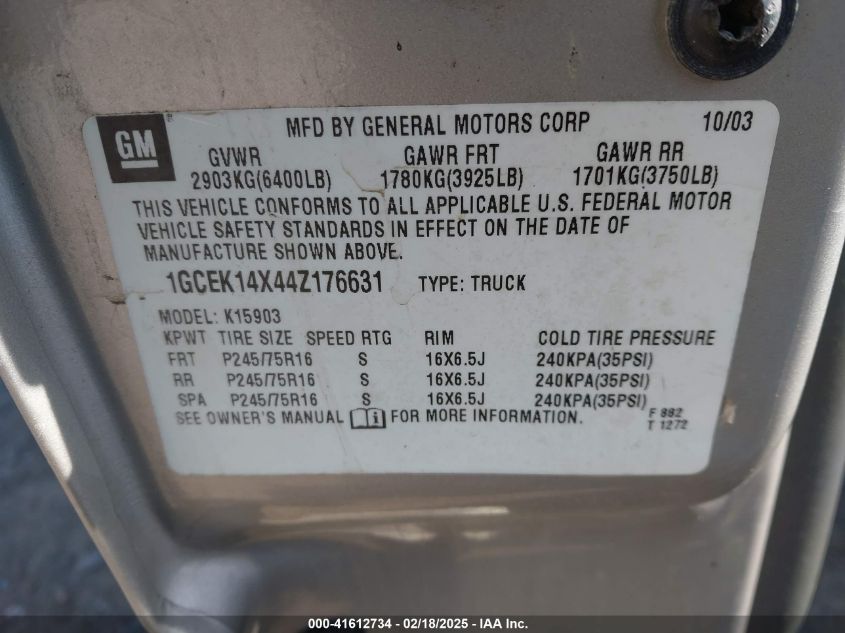 GM
MFD BY GENERAL MOTORS CORP 10/03
GVWR GAWR FRT GAWR RR
2903KG(6400LB) 1780KG(3925LB) 1701KG(3750LB)
THIS VEHICLE CONFORMS TO ALL APPLICABLE U.S. FEDERAL MOTOR
VEHICLE SAFETY STANDARDS IN EFFECT ON THE DATE OF
MANUFACTURE SHOWN ABOVE.
1GCEK14X44Z176631 TYPE: TRUCK
MODEL: K15903
KPWT TIRE SIZE SPEED RTG RIM COLD TIRE PRESSURE
FRT P245/75R16 S 16X6.5J 240KPA(35PSI)
RR P245/75R16 S 16X6.5J 240KPA(35PSI)
SPA P245/75R16 S 16X6.5J 240KPA(35PSI)
SEE OWNER'S MANUAL FOR MORE INFORMATION.
F 882
T 1272
000-41612734 - 02/18/2025 - IAA Inc.